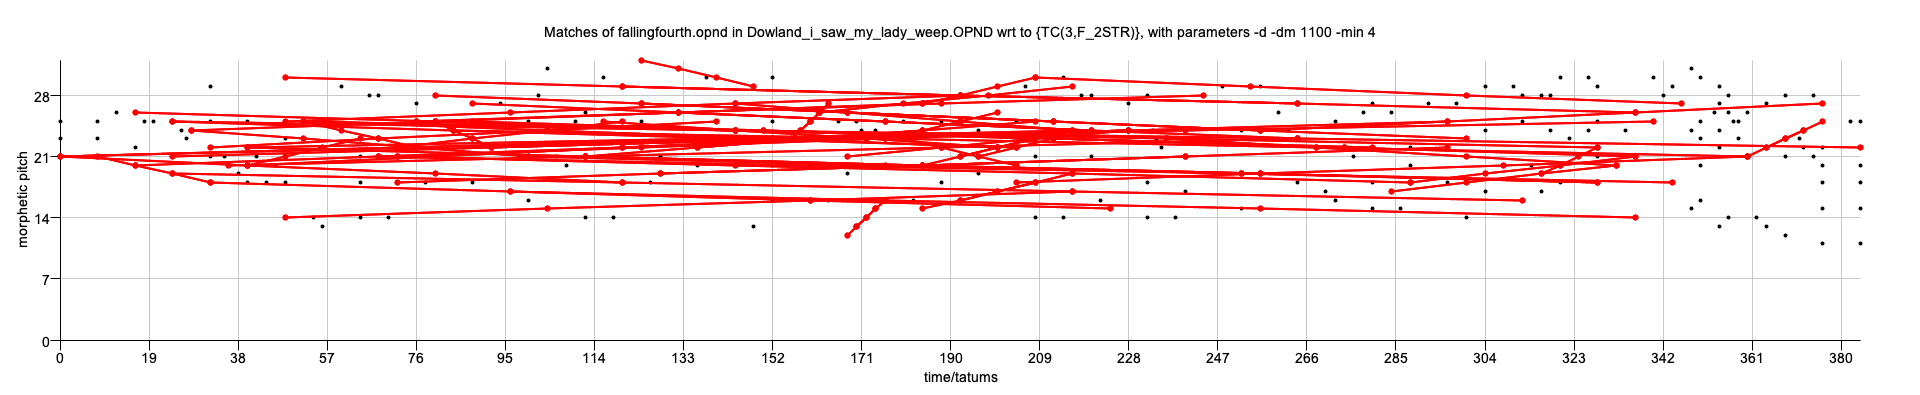 Matches of fallingfourth.opnd in Dowland_i_saw_my_lady_weep.OPND wrt to {TC(3,F_2STR)}, with parameters -d -dm 1100 -min 4
28
21
14
7
0
morphetic pitch
0 19 38 57 76 95 114 133 152 171 190 209 228 247 266 285 304 323 342 361 380
time/tatums